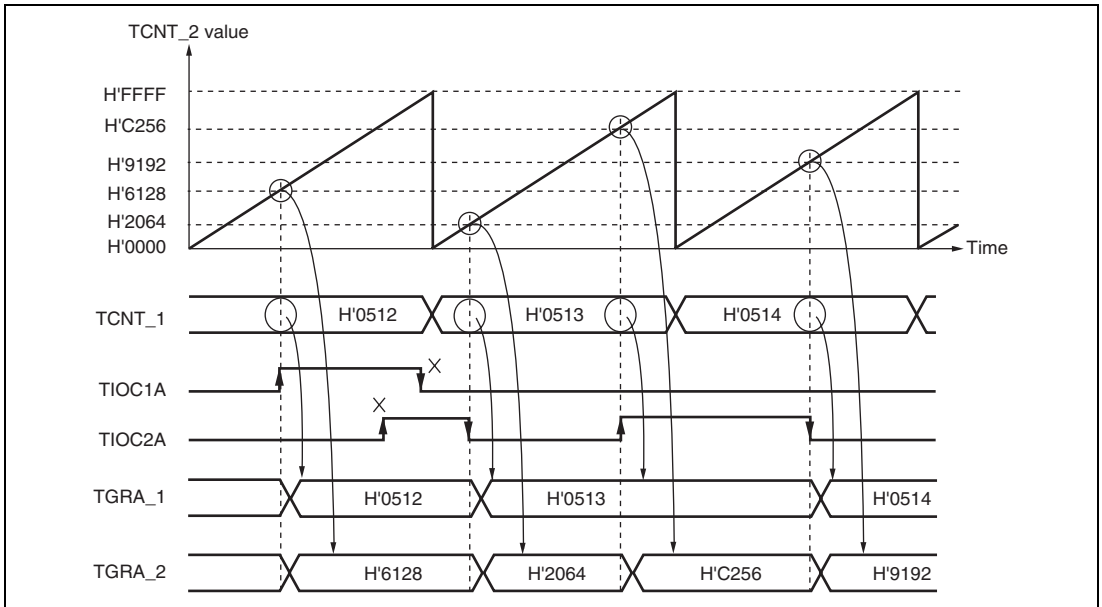 TCNT_2 value
H'FFFF
H'C256
H'9192
H'6128
H'2064
H'0000
Time
TCNT_1 H'0512 H'0513 H'0514
TIOC1A X
X
TIOC2A
TGRA_1 H'0512 H'0513 H'0514
TGRA_2 H'6128 H'2064 H'C256 H'9192